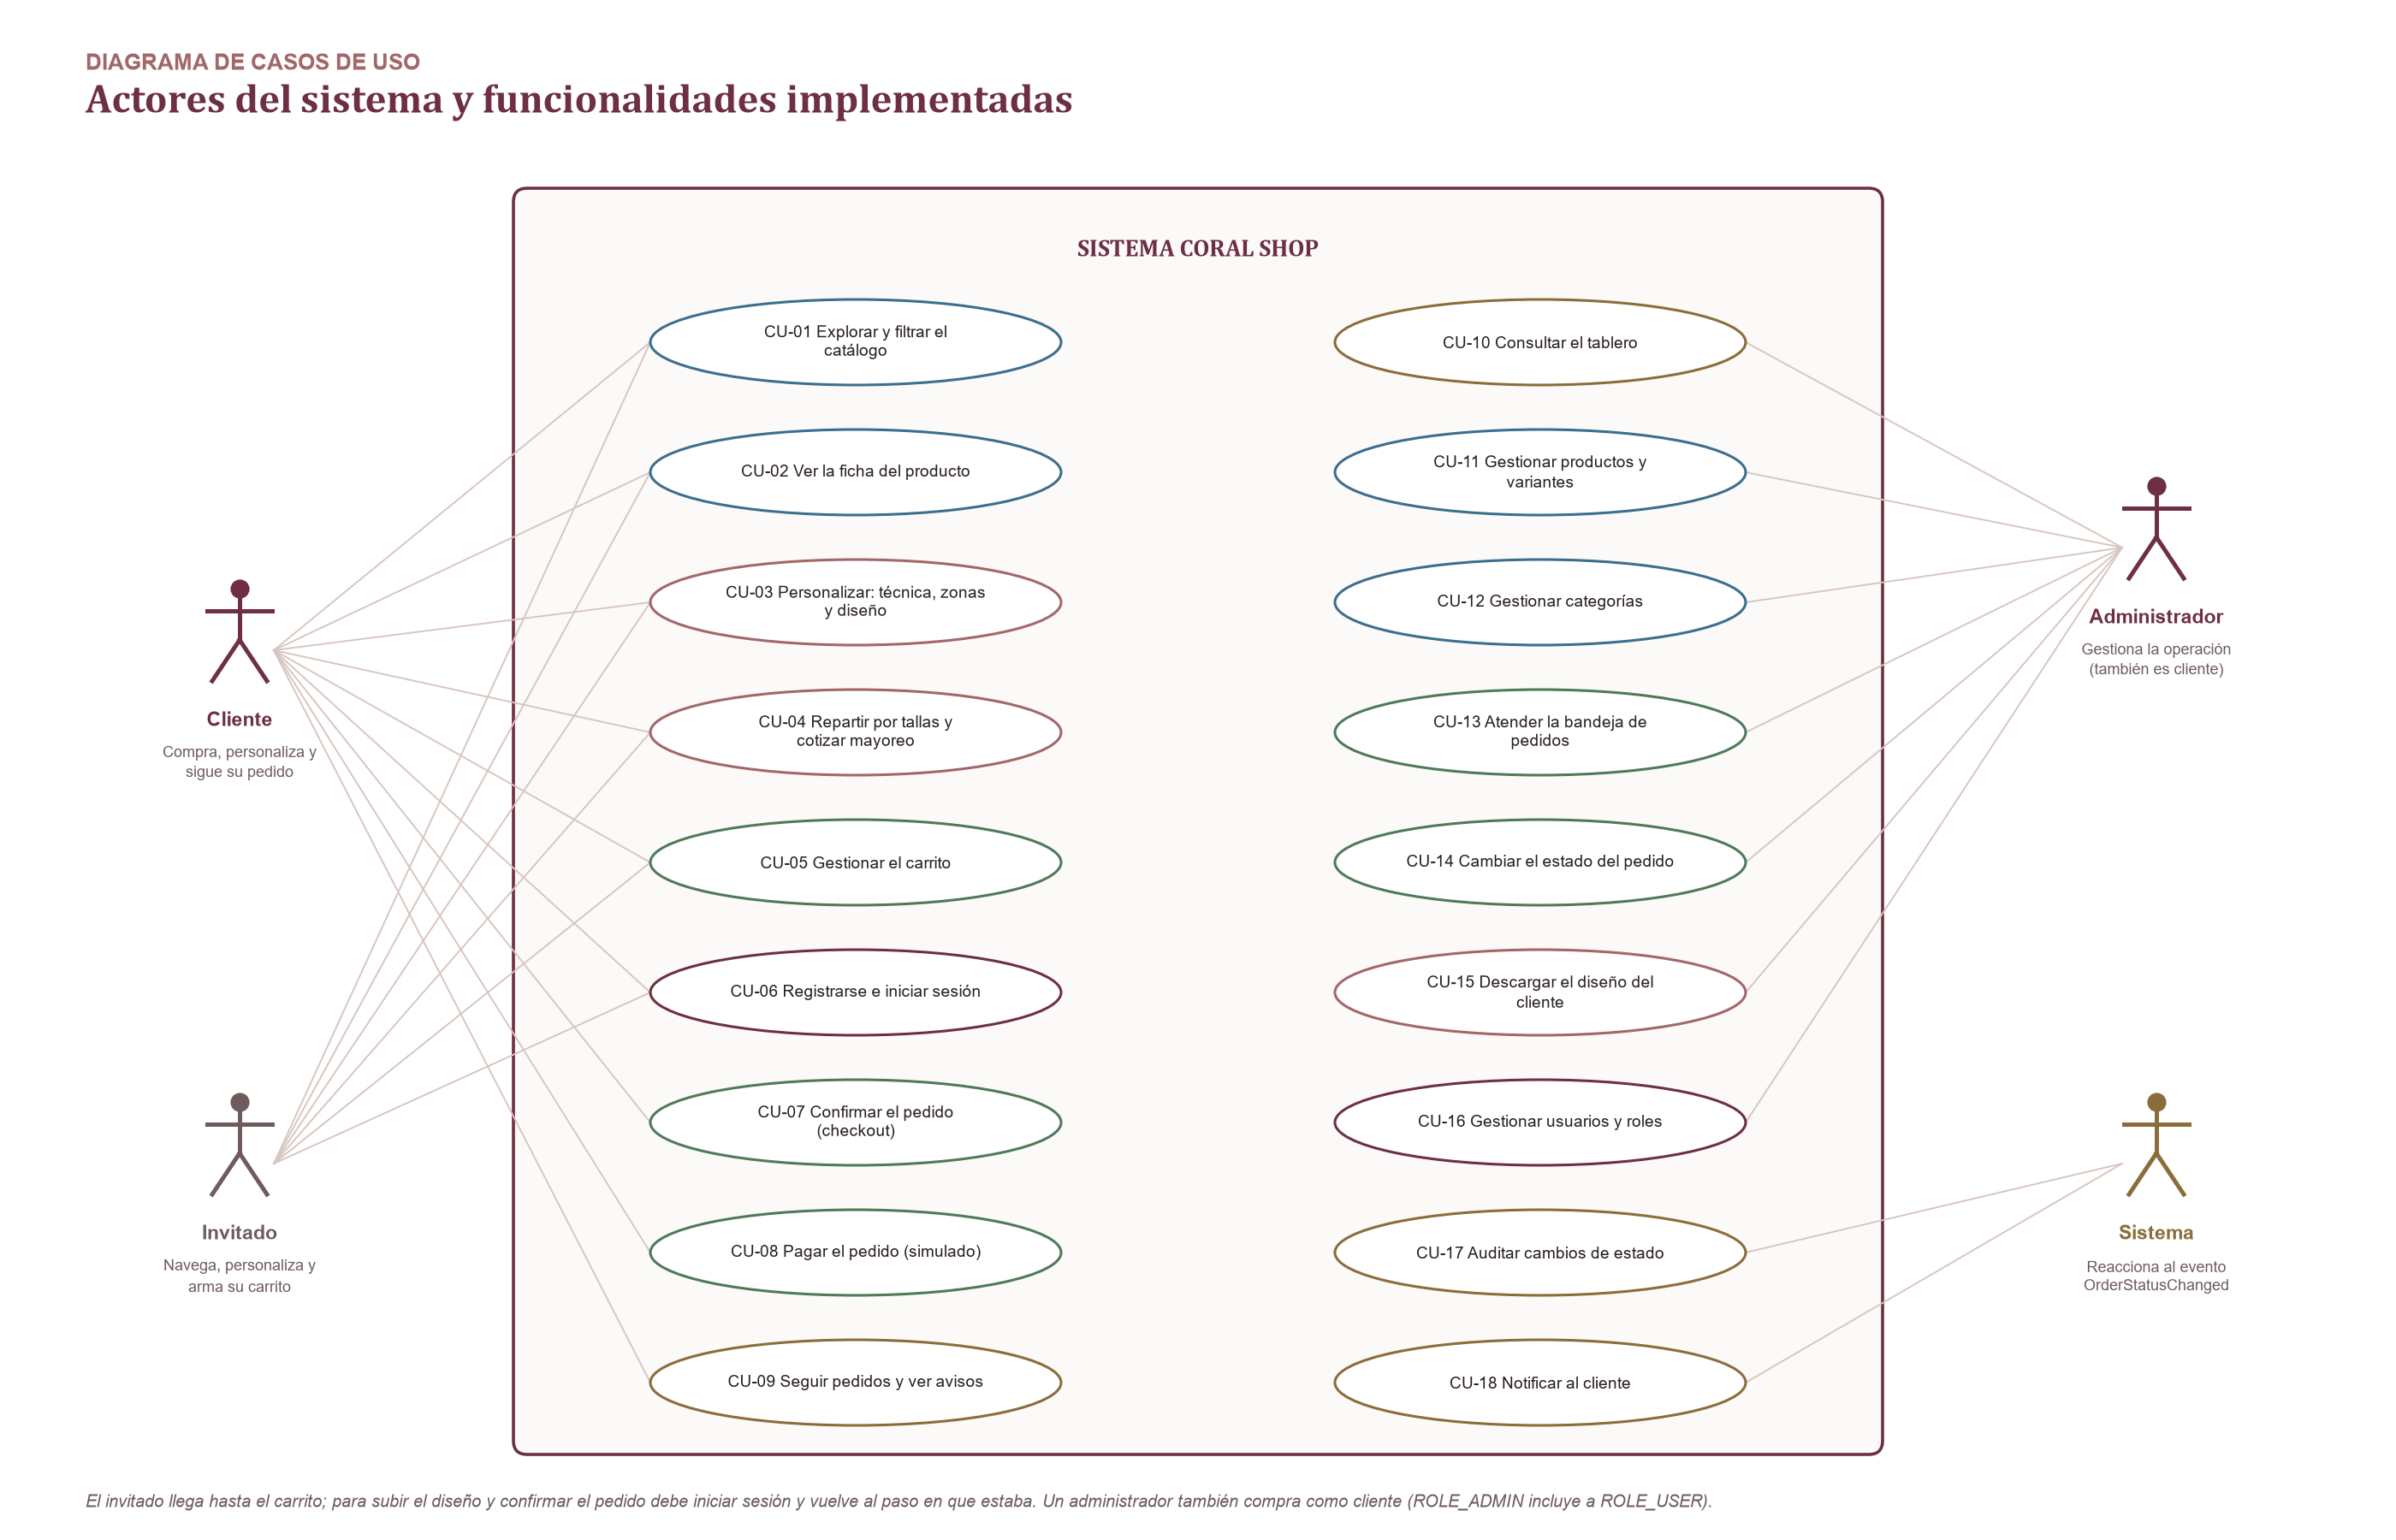 DIAGRAMA DE CASOS DE USO
Actores del sistema y funcionalidades implementadas
SISTEMA CORAL SHOP
CU-01 Explorar y filtrar el
catálogo
CU-02 Ver la ficha del producto
CU-03 Personalizar: técnica, zonas
y diseño
CU-04 Repartir por tallas y
cotizar mayoreo
CU-05 Gestionar el carrito
CU-06 Registrarse e iniciar sesión
CU-07 Confirmar el pedido
(checkout)
CU-08 Pagar el pedido (simulado)
CU-09 Seguir pedidos y ver avisos
CU-10 Consultar el tablero
CU-11 Gestionar productos y
variantes
CU-12 Gestionar categorías
CU-13 Atender la bandeja de
pedidos
CU-14 Cambiar el estado del pedido
CU-15 Descargar el diseño del
cliente
CU-16 Gestionar usuarios y roles
CU-17 Auditar cambios de estado
CU-18 Notificar al cliente
Cliente
Compra, personaliza y
sigue su pedido
Invitado
Navega, personaliza y
arma su carrito
Administrador
Gestiona la operación
(también es cliente)
Sistema
Reacciona al evento
OrderStatusChanged
El invitado llega hasta el carrito; para subir el diseño y confirmar el pedido debe iniciar sesión y vuelve al paso en que estaba. Un administrador también compra como cliente (ROLE_ADMIN incluye a ROLE_USER).